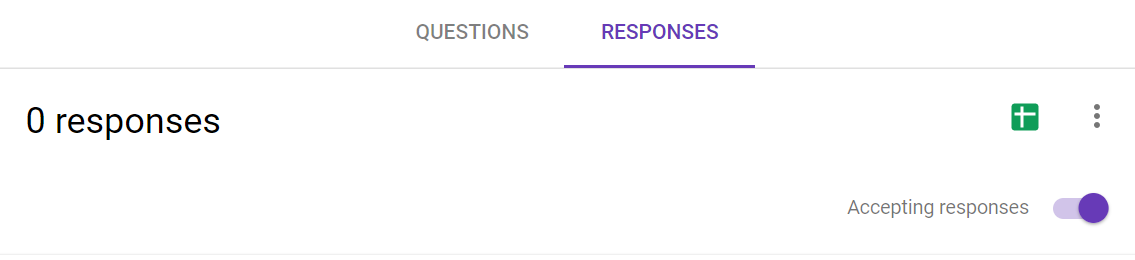 QUESTIONS RESPONSES
0 responses
Accepting responses